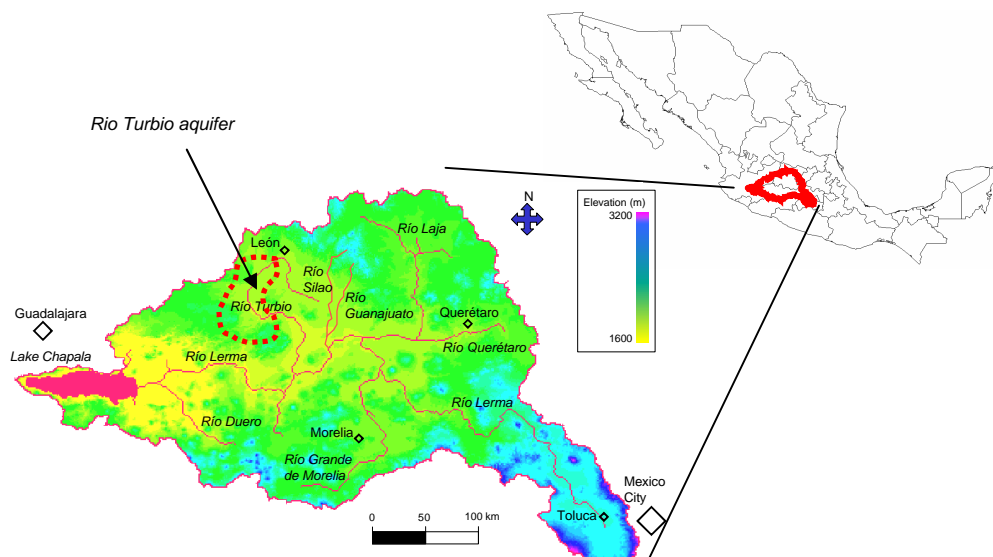 Rio Turbio aquifer
N
Elevation (m)
3200
1600
Río Laja
León
Río
Silao
Río
Guanajuato
Río Turbio
Querétaro
Guadalajara
Río Querétaro
Lake Chapala
Río Lerma
Río Lerma
Río Duero
Morelia
Río Grande
de Morelia
Mexico
City
Toluca
0
50
100 km